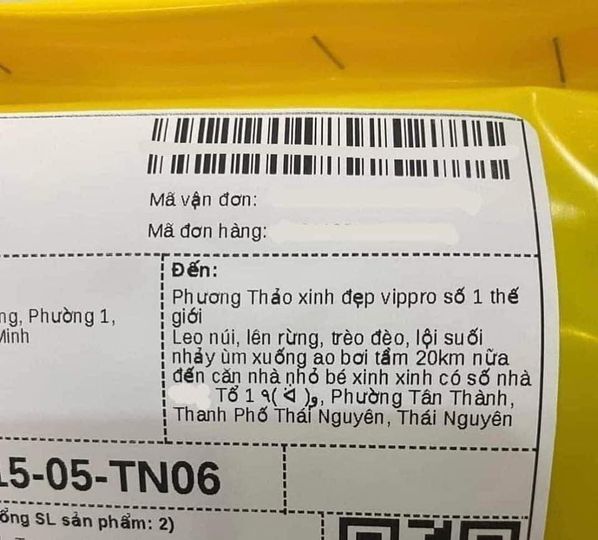 Mã vận đơn:
Mã đơn hàng:
ng, Phường 1,
Minh
Đến:
Phương Thảo xinh đẹp vippro số 1 thế
giới
Leo núi, lên rừng, trèo đèo, lội suối
nhảy ùm xuống ao bơi tầm 20km nữa
đến căn nhà nhỏ bé xinh xinh có số nhà
Tổ 1 ٩( ᐛ )و, Phường Tân Thành,
Thanh Phố Thái Nguyên, Thái Nguyên
15-05-TN06
ổng SL sản phẩm: 2)